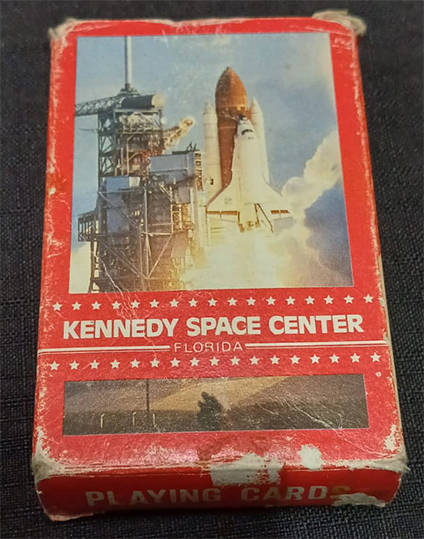 KENNEDY SPACE CENTER
FLORIDA
PLAYING CARDS